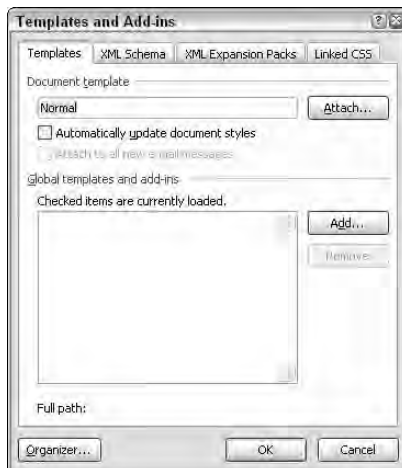 Templates and Add-ins
Templates XML Schema XML Expansion Packs Linked CSS
Document template
Normal Attach...
Automatically update document styles
Attach to all new e-mail messages
Global templates and add-ins
Checked items are currently loaded.
Add...
Remove
Full path:
Organizer... OK Cancel